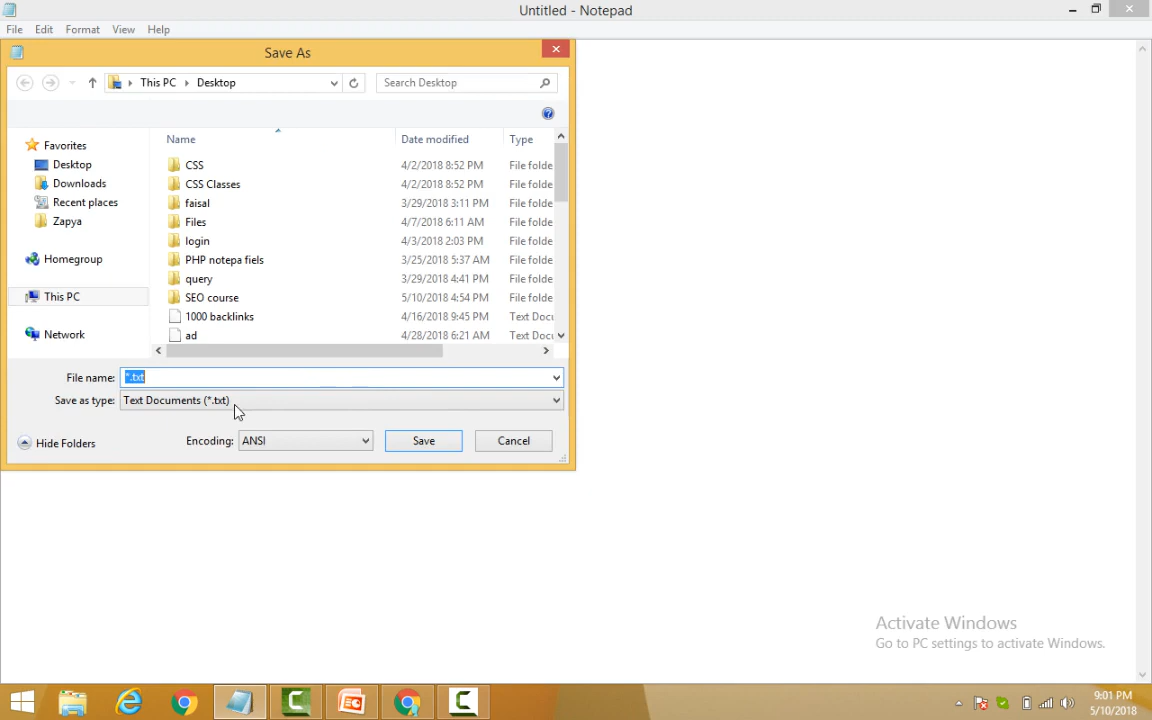 Untitled - Notepad
File Edit Format View Help
Save As
This PC Desktop
Search Desktop
Name Date modified Type
Favorites
Desktop
Downloads
Recent places
Zapya
Homegroup
This PC
Network
CSS 4/2/2018 8:52 PM File folde
CSS Classes 4/2/2018 8:52 PM File folde
faisal 3/29/2018 3:11 PM File folde
Files 4/7/2018 6:11 AM File folde
login 4/3/2018 2:03 PM File folde
PHP notepa fiels 3/25/2018 5:37 AM File folde
query 3/29/2018 4:41 PM File folde
SEO course 5/10/2018 4:54 PM File folde
1000 backlinks 4/16/2018 9:45 PM Text Docu
ad 4/28/2018 6:21 AM Text Docu
File name: *.txt
Save as type: Text Documents (*.txt)
Hide Folders
Encoding: ANSI
Save
Cancel
Activate Windows
Go to PC settings to activate Windows.
9:01 PM
5/10/2018